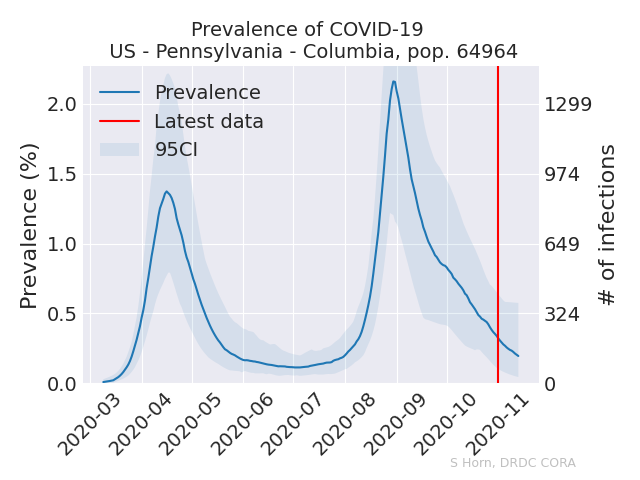 Prevalence of COVID-19
US - Pennsylvania - Columbia, pop. 64964
Prevalence
Latest data
95CI
Prevalence (%)
2.0
1.5
1.0
0.5
0.0
1299
974
649
324
0
# of infections
2020-03
2020-04
2020-05
2020-06
2020-07
2020-08
2020-09
2020-10
2020-11
S Horn, DRDC CORA